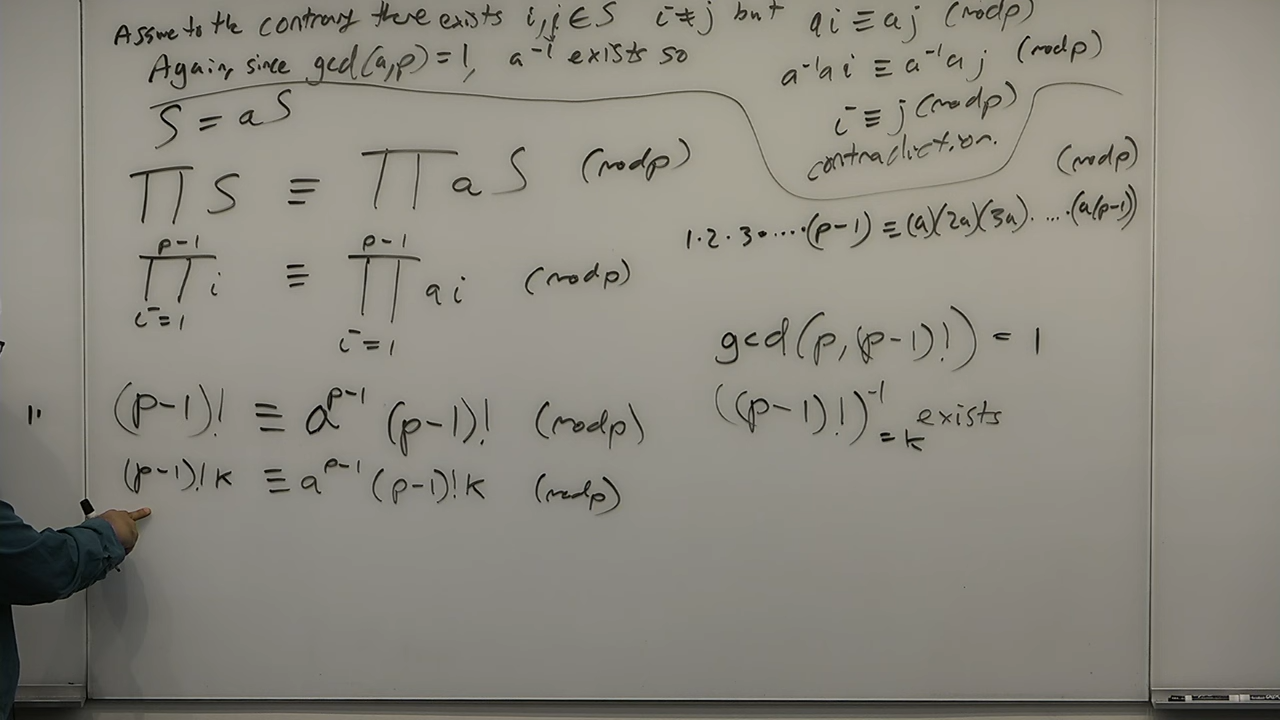 Assume to the contrary there exists i,j ∈ S i ≠ j but ai ≡ aj (mod p)
Again, since gcd(a,p) = 1, a⁻¹ exists so
a⁻¹ai ≡ a⁻¹aj (mod p)
i ≡ j (mod p)
contradiction.
S = aS
∏ S ≡ ∏ aS (mod p)
1·2·3·····(p-1) ≡ (a)(2a)(3a)·....·(a(p-1)) (mod p)
∏_{i=1}^{p-1} i ≡ ∏_{i=1}^{p-1} ai (mod p)
gcd(p,(p-1)!) = 1
(p-1)! ≡ a^{p-1} (p-1)! (mod p)
((p-1)!)⁻¹ = k exists
(p-1)!k ≡ a^{p-1} (p-1)!k (mod p)